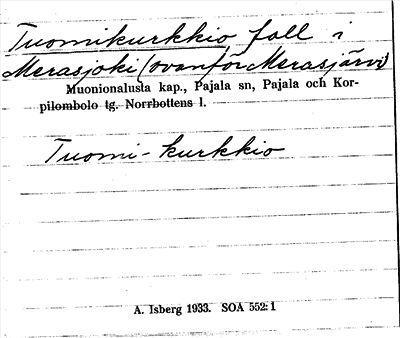 Tuomikurkkio fall i
Merasjoki (ovanför Merasjärvi)
Muonionalusta kap., Pajala sn, Pajala och Kor-
pilombolo tg. Norrbottens l.
Tuomi-kurkkio
A. Isberg 1933. SOA 552:1